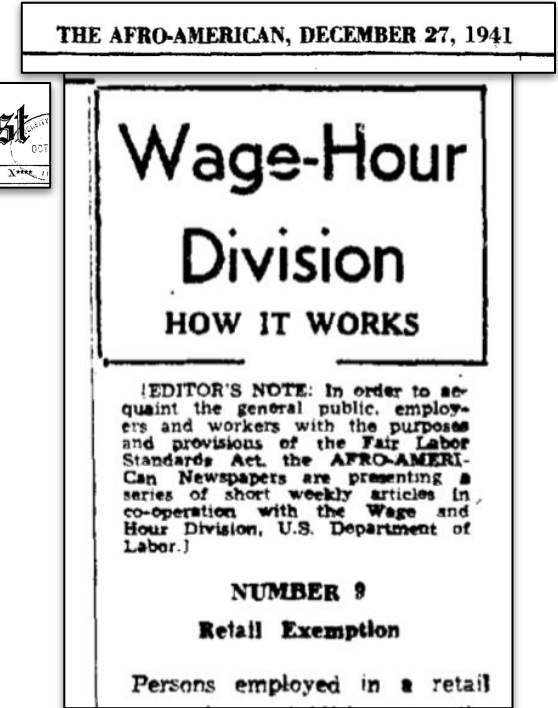 THE AFRO-AMERICAN, DECEMBER 27, 1941
st
OCT
X****
Wage-Hour
Division
HOW IT WORKS
[EDITOR'S NOTE: In order to ac-
quaint the general public, employ-
ers and workers with the purposes
and provisions of the Fair Labor
Standards Act, the AFRO-AMERI-
Can Newspapers are presenting a
series of short weekly articles in
co-operation with the Wage and
Hour Division, U.S. Department of
Labor.]
NUMBER 9
Retail Exemption
Persons employed in a retail